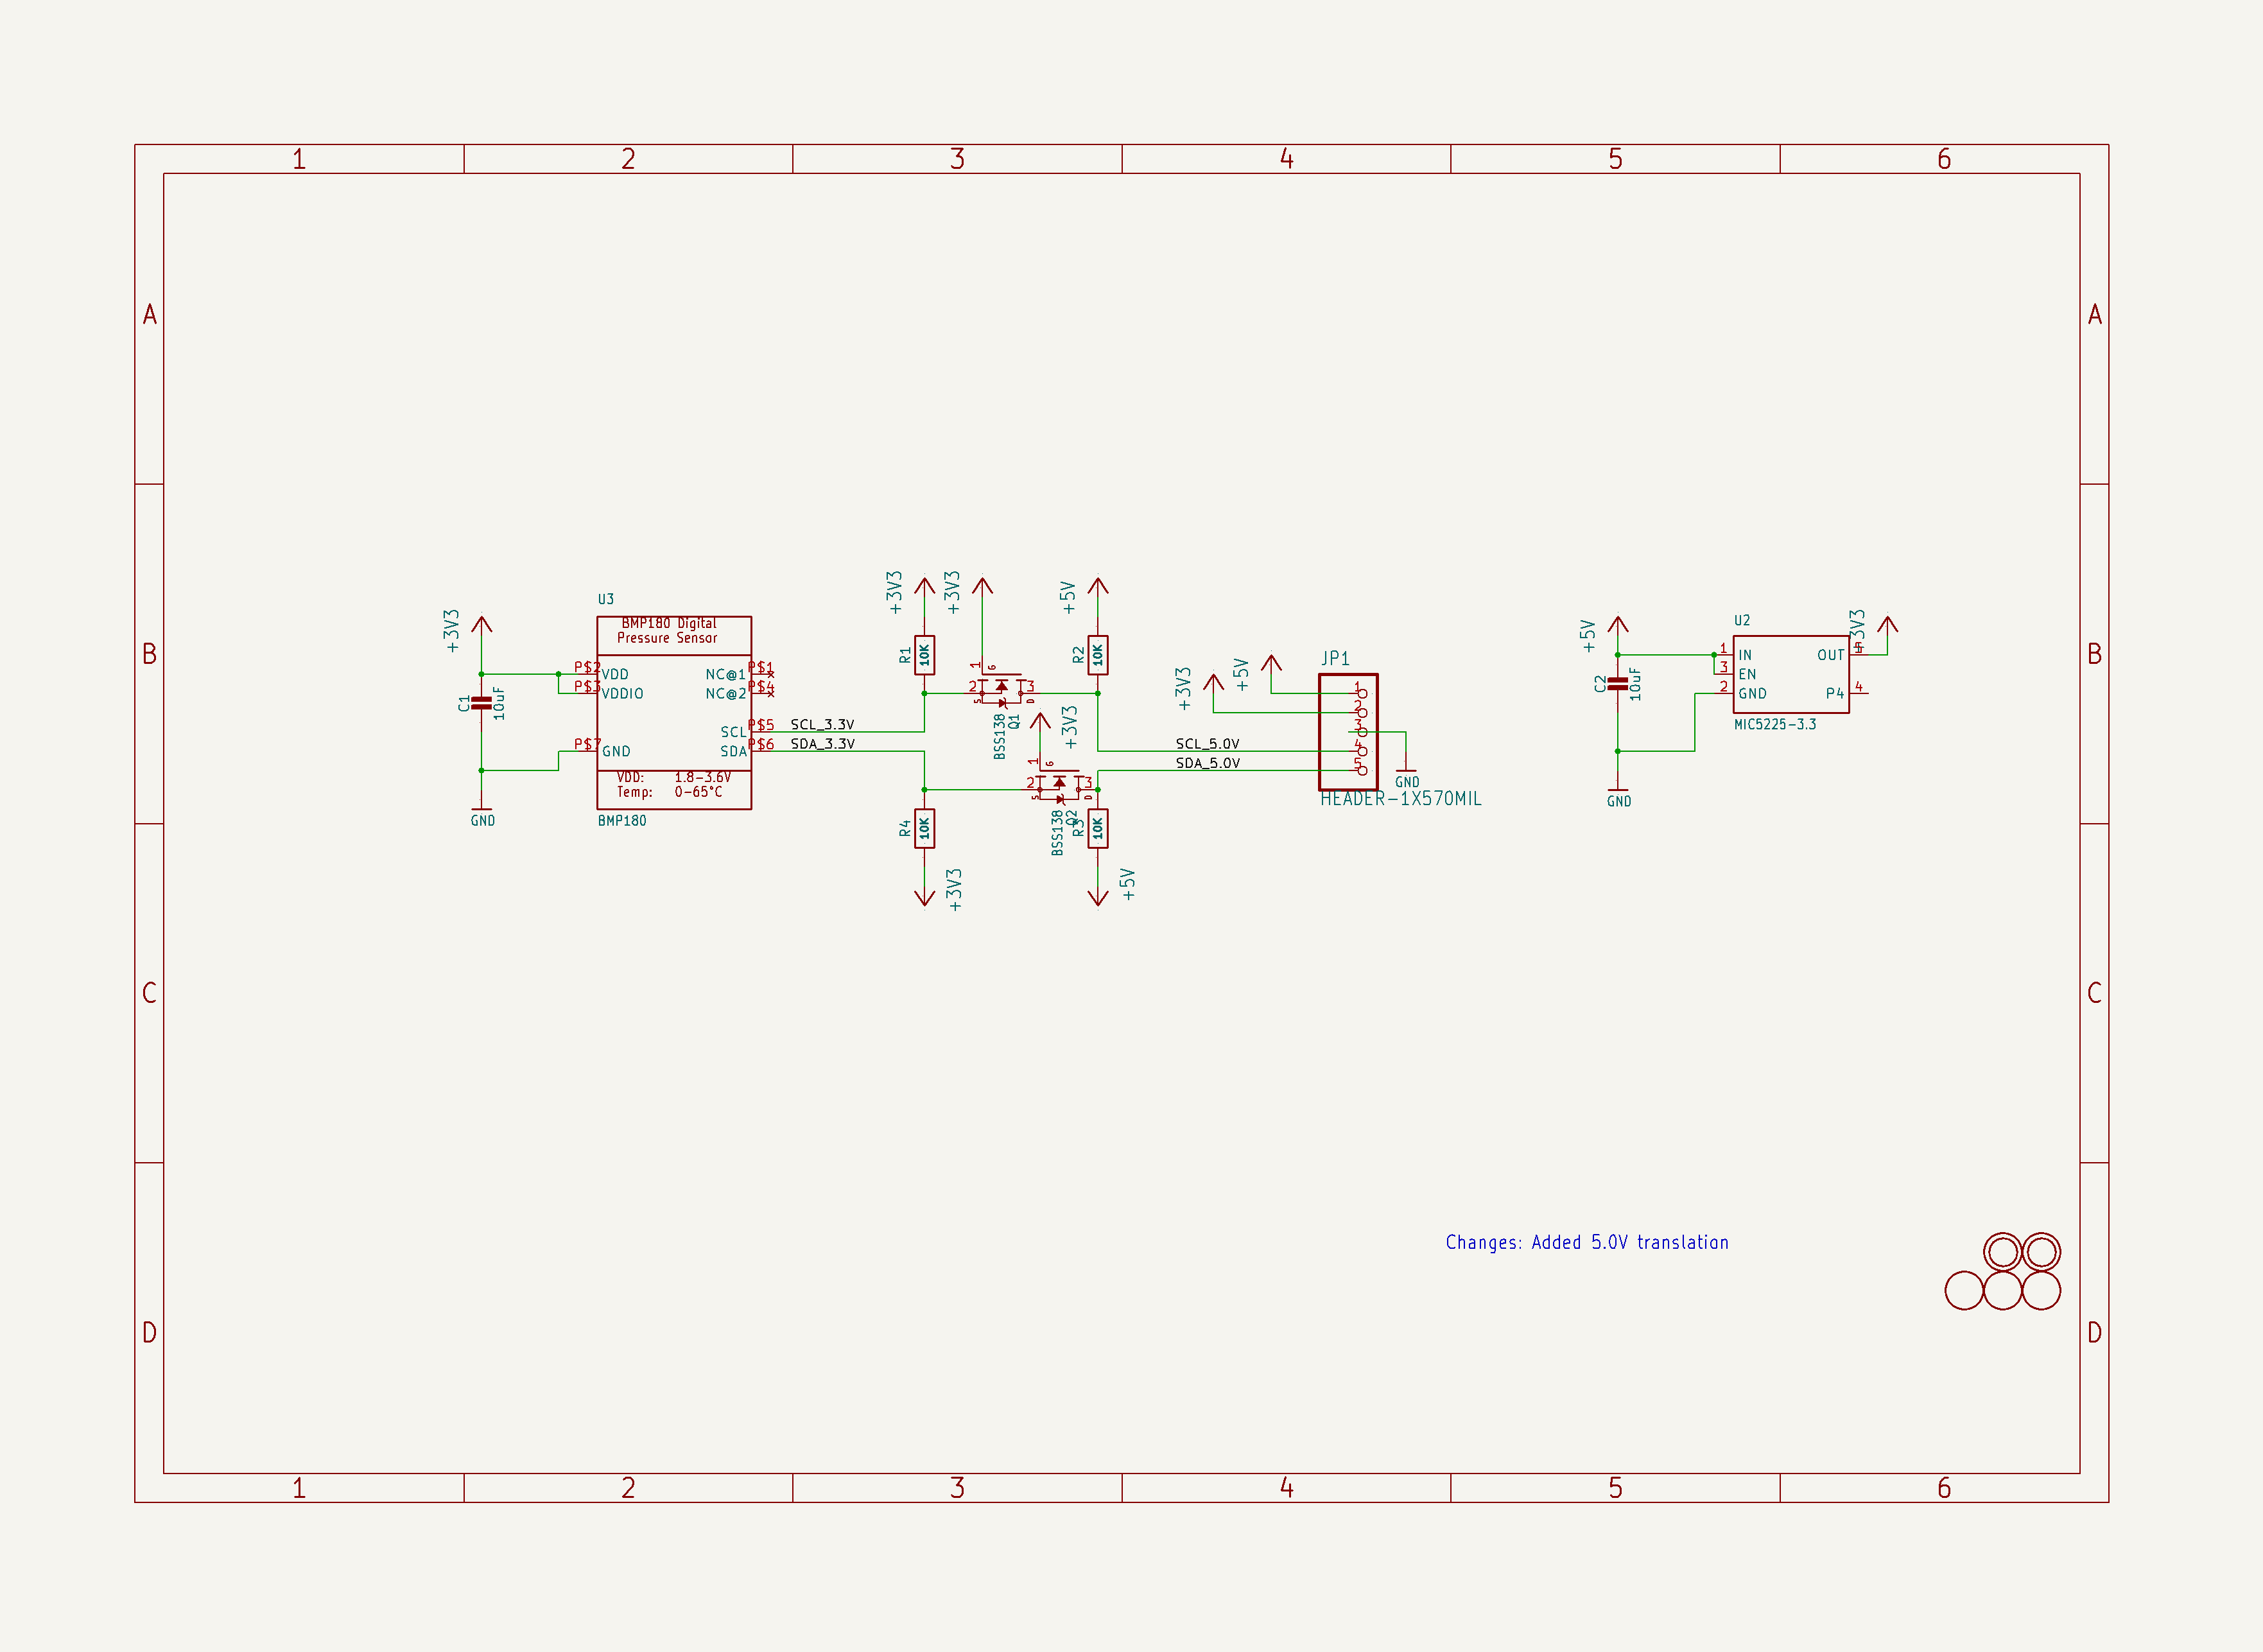 1 2 3 4 5 6
A A
B B
C C
D D
+3V3
C1
10uF
GND
U3
BMP180 Digital
Pressure Sensor
P$2 VDD
P$3 VDDIO
P$7 GND
NC@1 P$1
NC@2 P$4
SCL P$5
SDA P$6
VDD: 1.8-3.6V
Temp: 0-65°C
BMP180
SCL_3.3V
SDA_3.3V
+3V3
R1
10K
+3V3
1
G
2
S
3
D
BSS138
Q1
+5V
R2
10K
+3V3
1
G
2
S
3
D
BSS138
Q2
R4
10K
+3V3
R3
10K
+5V
SCL_5.0V
SDA_5.0V
+3V3
+5V
JP1
1
2
3
4
5
GND
HEADER-1X570MIL
+5V
C2
10uF
GND
U2
1 IN
3 EN
2 GND
OUT 5
P4 4
MIC5225-3.3
+3V3
Changes: Added 5.0V translation
1 2 3 4 5 6